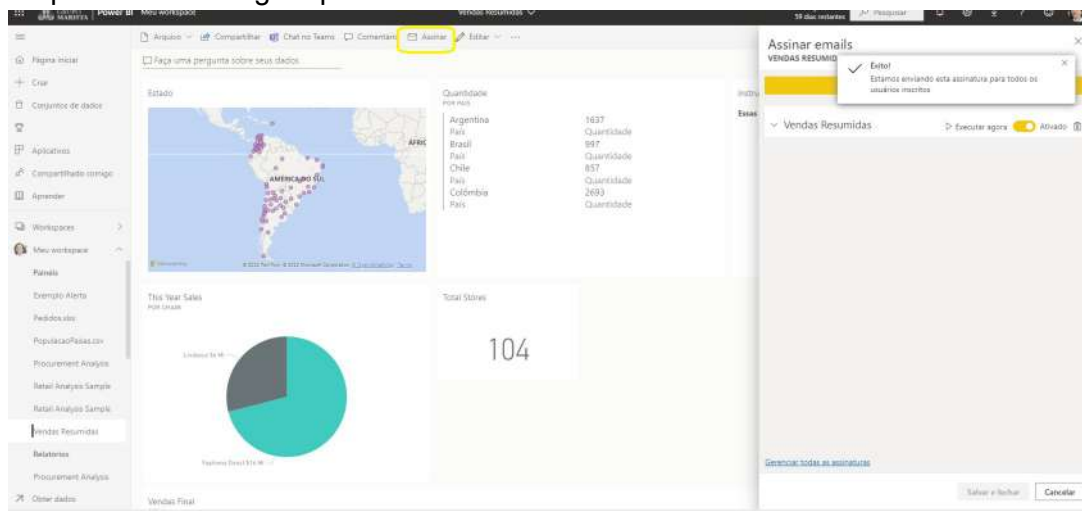 Power BI
Meu workspace
Vendas Resumidas
59 dias restantes
Pesquisar
Arquivo
Compartilhar
Chat no Teams
Comentário
Assinar
Editar
Faça uma pergunta sobre seus dados
Página Inicial
Criar
Conjuntos de dados
Aplicativos
Compartilhado comigo
Aprender
Workspaces
Meu workspace
Painéis
Exemplo Alerta
Pedidos
Procurement Analysis
Retail Analysis Sample
Retail Analysis Sample
Vendas Resumidas
Relatórios
Procurement Analysis
Obter dados
Estado
AMÉRICA DO SUL
Quantidade
POR PAÍS
Argentina 1637
País Quantidade
Brasil 997
País Quantidade
Chile 857
País Quantidade
Colômbia 2693
País Quantidade
Essas
This Year Sales
POR CHAIN
Total Stores
104
Vendas Final
Assinar emails
VENDAS RESUMID
Êxito!
Estamos enviando esta assinatura para todos os
usuários inscritos
Vendas Resumidas
Executar agora
Ativado
Gerenciar todas as assinaturas
Salvar e fechar
Cancelar